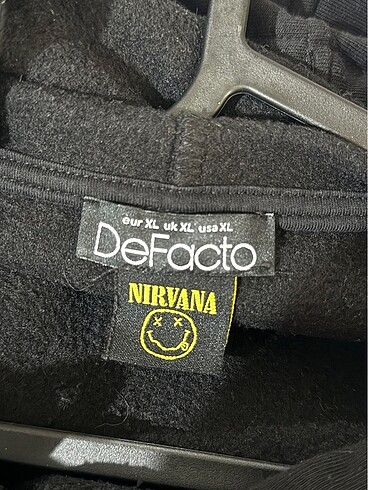 eur XL uk XL usa XL
DeFacto
NIRVANA